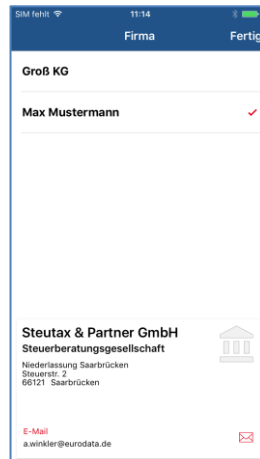 SIM fehlt 11:14
Firma Fertig
Groß KG
Max Mustermann
Steutax & Partner GmbH
Steuerberatungsgesellschaft
Niederlassung Saarbrücken
Steuerstr. 2
66121 Saarbrücken
E-Mail
a.winkler@eurodata.de